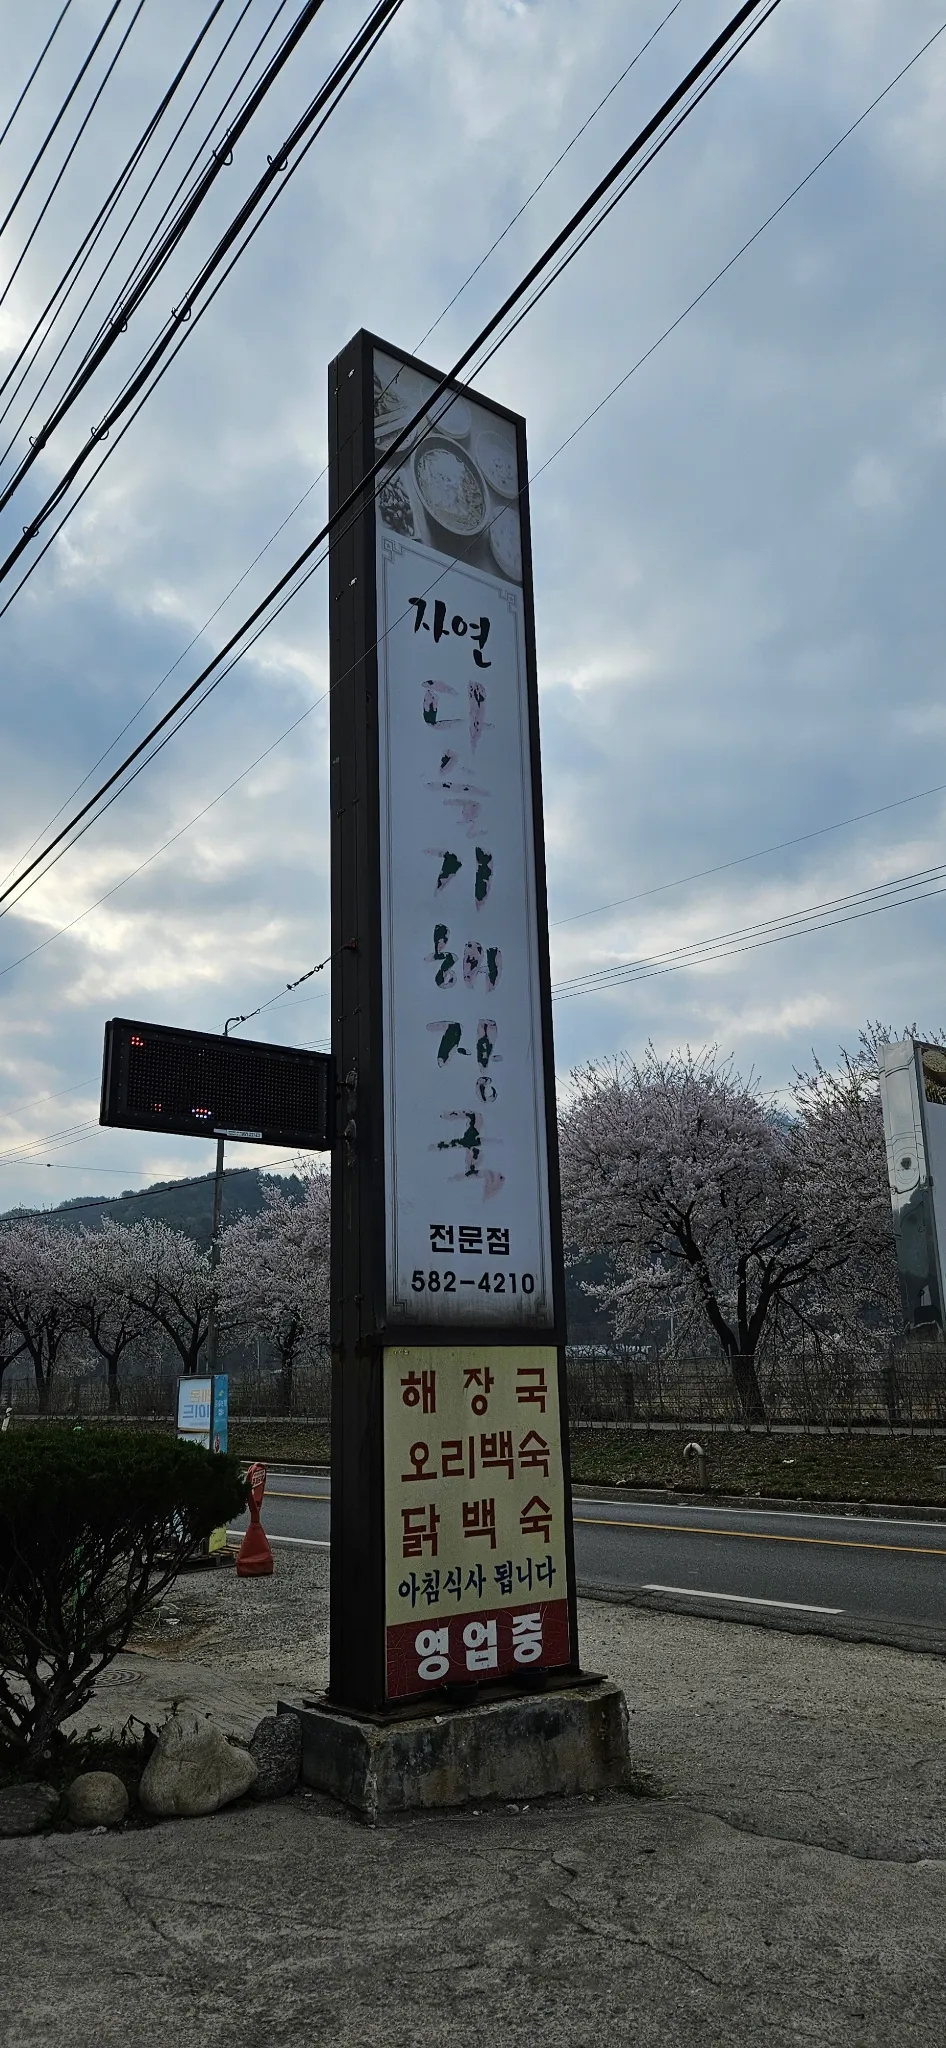 자연
다슬기해장국
전문점
582-4210
해장국
오리백숙
닭백숙
아침식사 됩니다
영업중